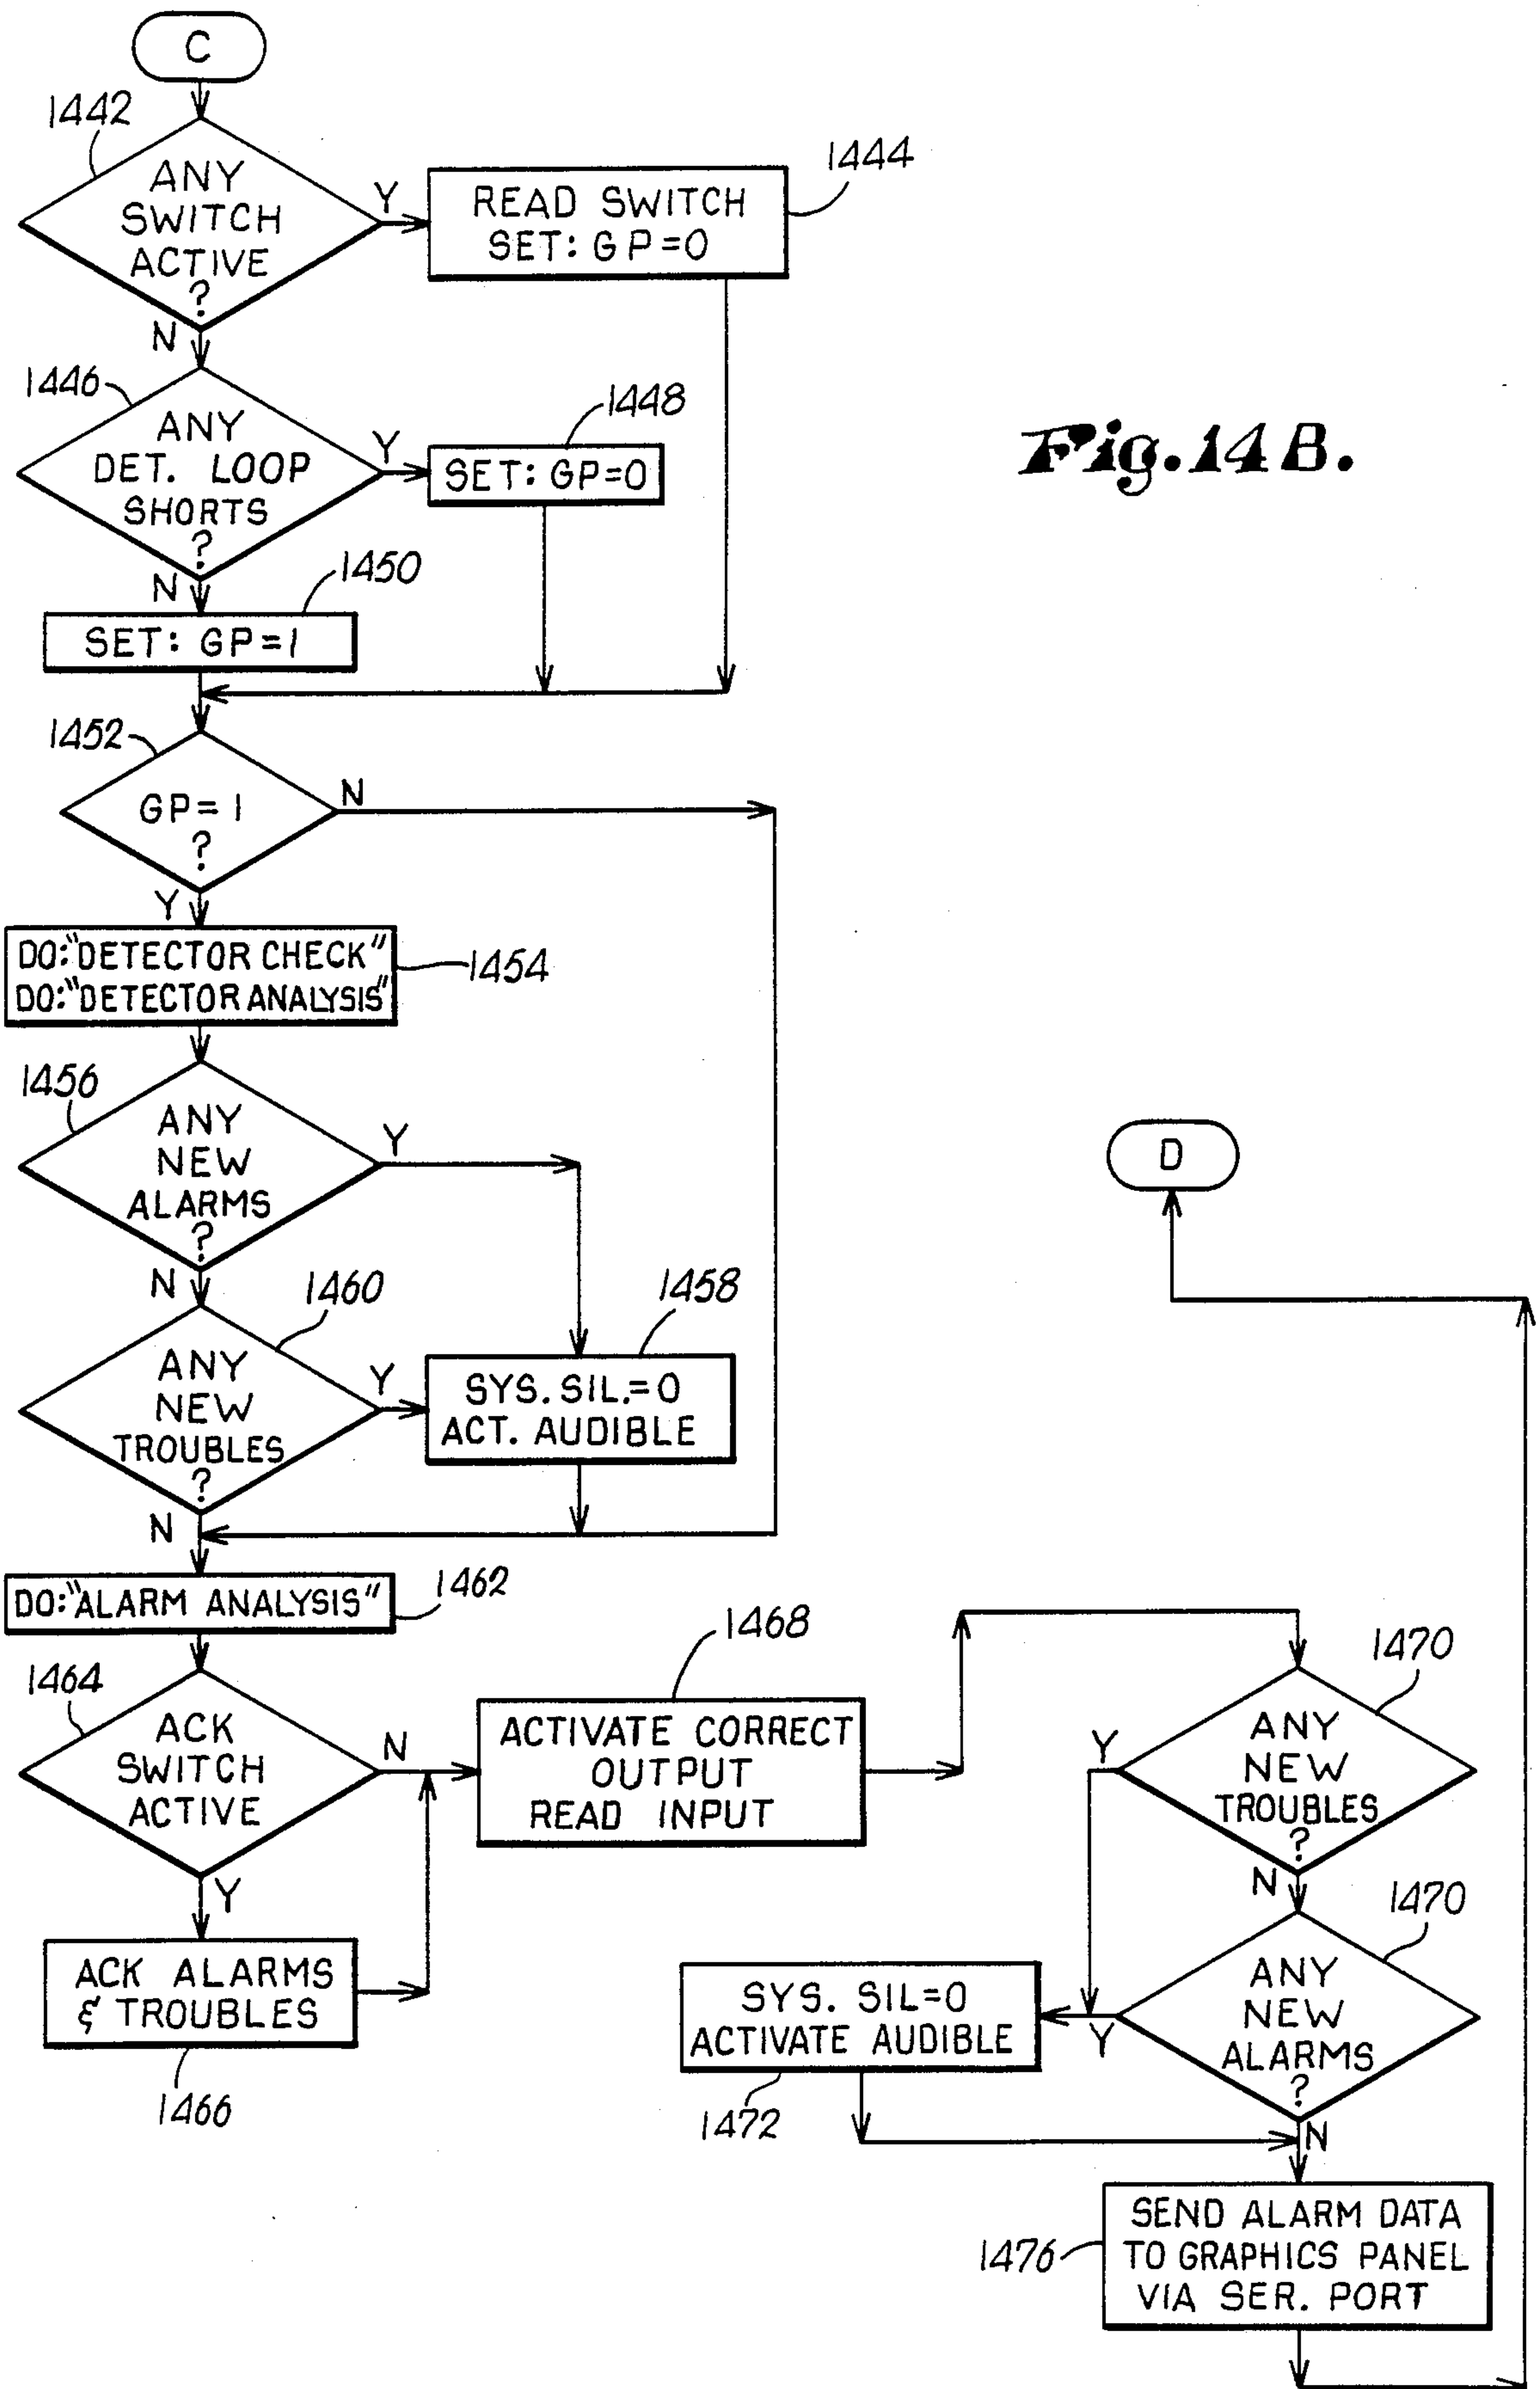 C
1442
ANY
SWITCH
ACTIVE
?
Y
N
READ SWITCH
SET: GP=0
1444
1446
ANY
DET. LOOP
SHORTS
?
Y
N
1448
SET: GP=0
Fig. 14B.
1450
SET: GP=1
1452
GP=1
?
N
Y
DO:"DETECTOR CHECK"
DO:"DETECTOR ANALYSIS"
1454
1456
ANY
NEW
ALARMS
?
Y
N
D
1460
ANY
NEW
TROUBLES
?
Y
N
1458
SYS. SIL.=0
ACT. AUDIBLE
DO:"ALARM ANALYSIS"
1462
1464
ACK
SWITCH
ACTIVE
N
Y
ACK ALARMS
& TROUBLES
1466
1468
ACTIVATE CORRECT
OUTPUT
READ INPUT
1470
ANY
NEW
TROUBLES
?
Y
N
1470
ANY
NEW
ALARMS
?
Y
N
SYS. SIL=0
ACTIVATE AUDIBLE
1472
SEND ALARM DATA
TO GRAPHICS PANEL
VIA SER. PORT
1476